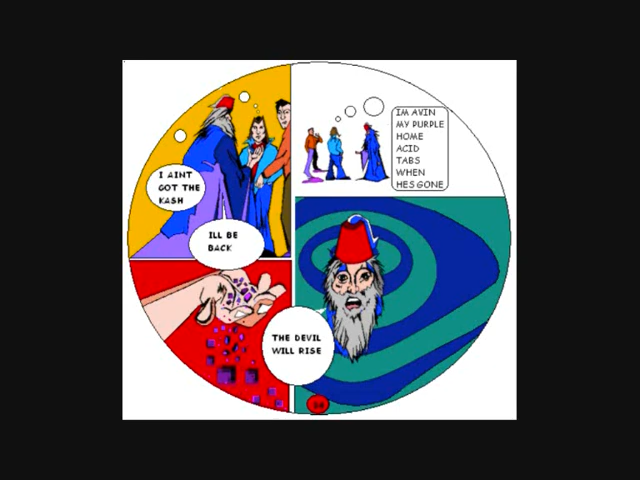 I AINT
GOT THE
KASH
ILL BE
BACK
IM AVIN
MY PURPLE
HOME
ACID
TABS
WHEN
HES GONE
THE DEVIL
WILL RISE